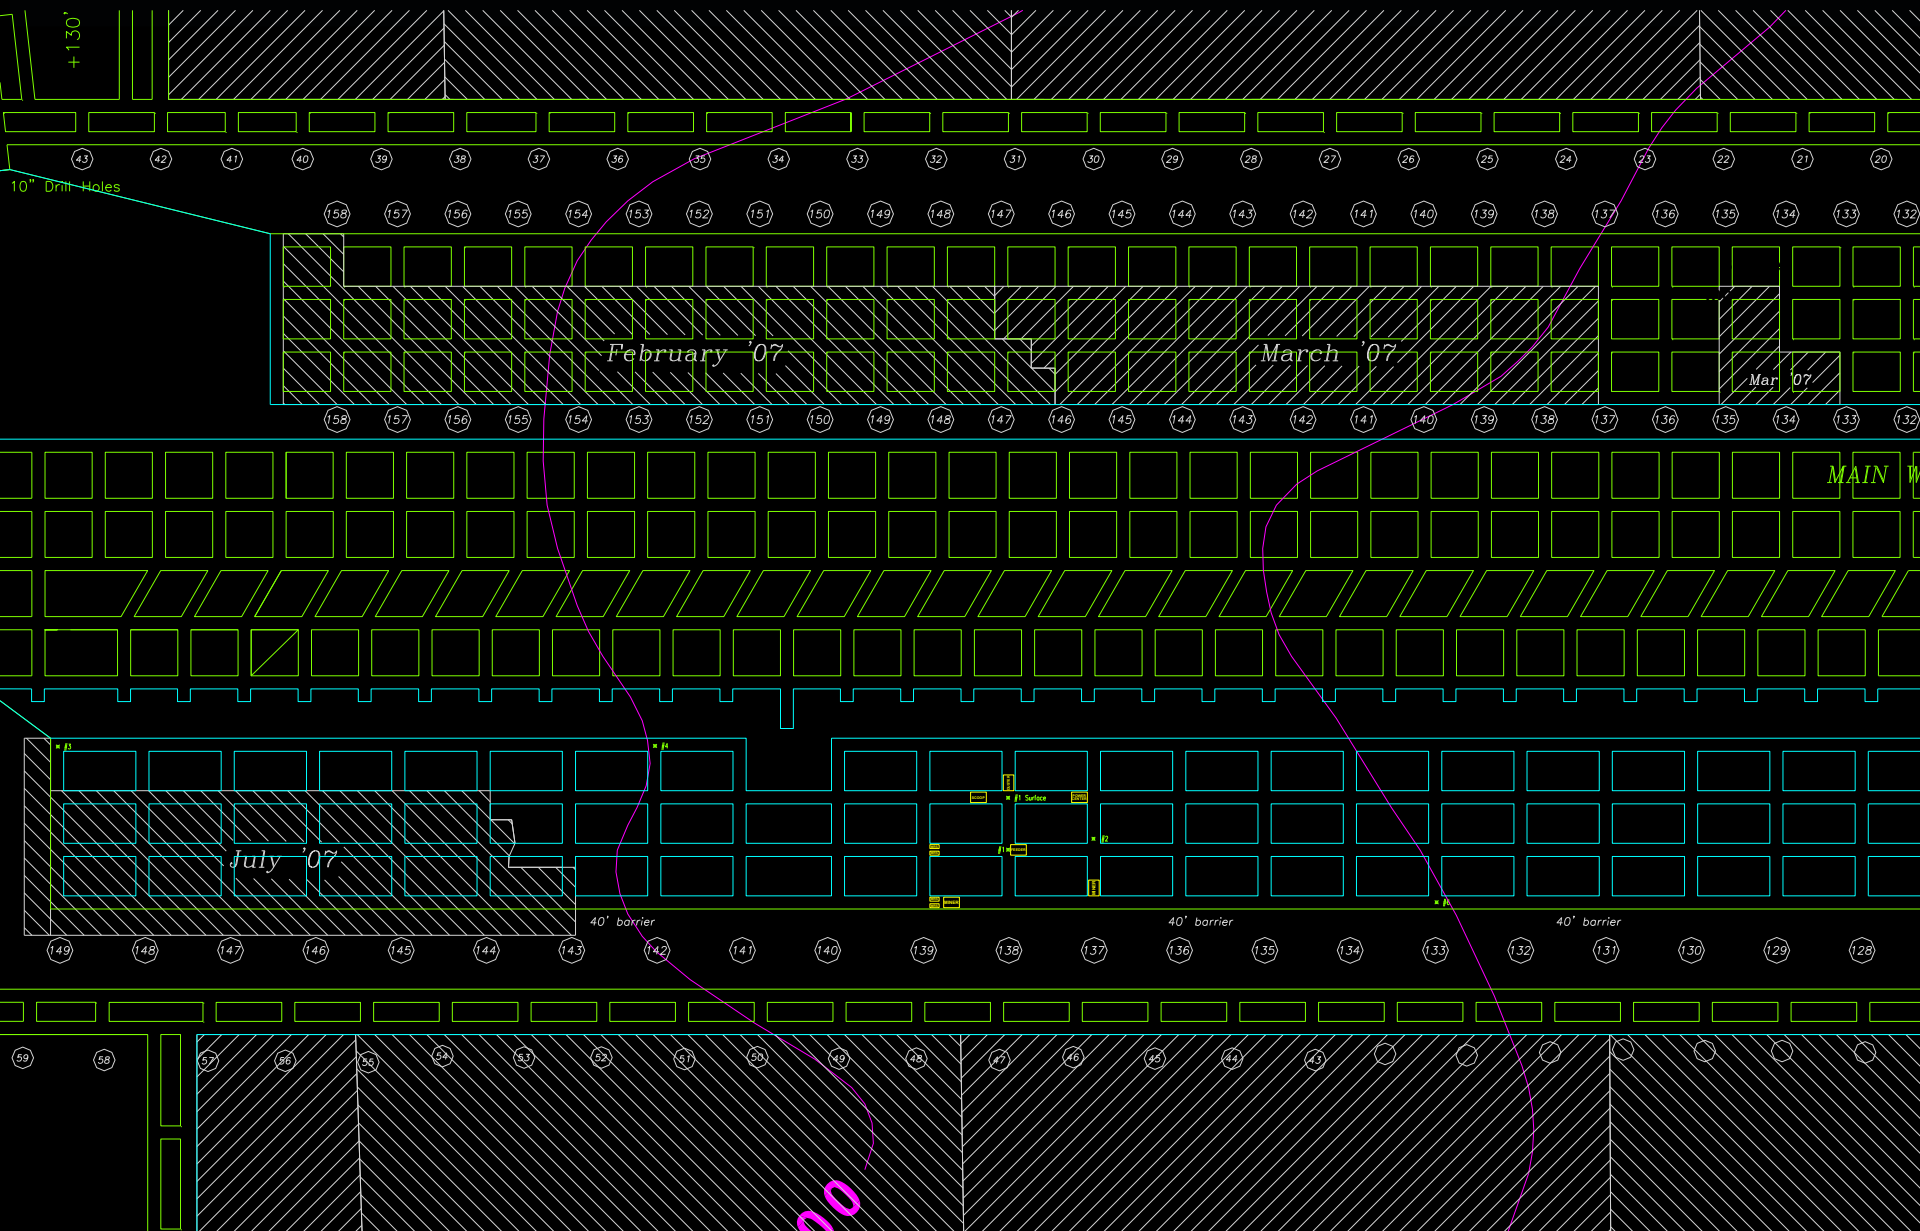 +130'
43 42 41 40 39 38 37 36 35 34 33 32 31 30 29 28 27 26 25 24 23 22 21 20
10" Drill Holes
158 157 156 155 154 153 152 151 150 149 148 147 146 145 144 143 142 141 140 139 138 137 136 135 134 133 132
February '07 March '07
Mar '07
158 157 156 155 154 153 152 151 150 149 148 147 146 145 144 143 142 141 140 139 138 137 136 135 134 133 132
MAIN W
#3 #4
#1 Surface
#2
#1
July '07
40' barrier 40' barrier 40' barrier
149 148 147 146 145 144 143 142 141 140 139 138 137 136 135 134 133 132 131 130 129 128
59 58 57 56 55 54 53 52 51 50 49 48 47 46 45 44 43
00